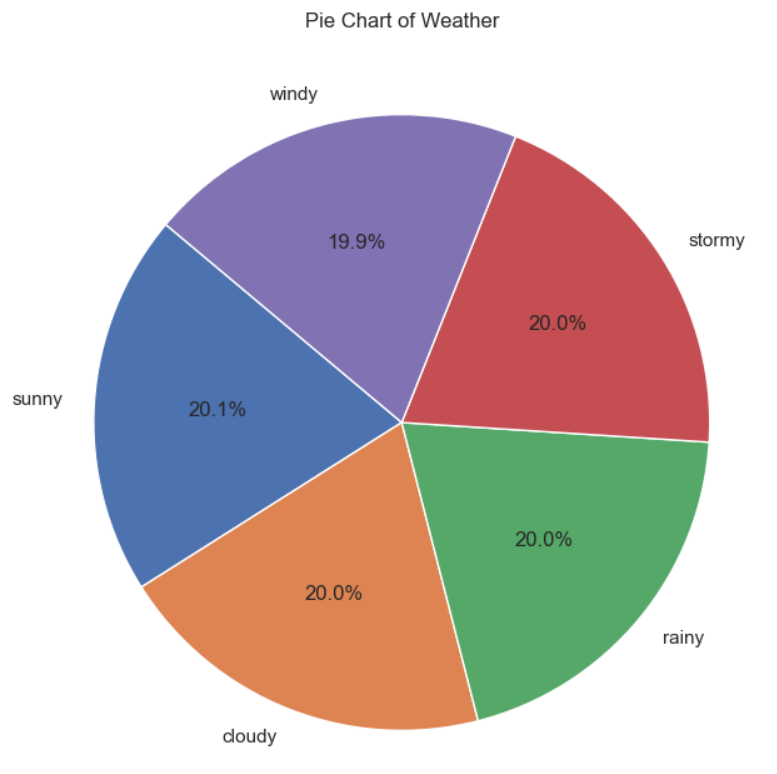 Pie Chart of Weather
windy
19.9%
stormy
20.0%
sunny
20.1%
20.0%
rainy
20.0%
cloudy